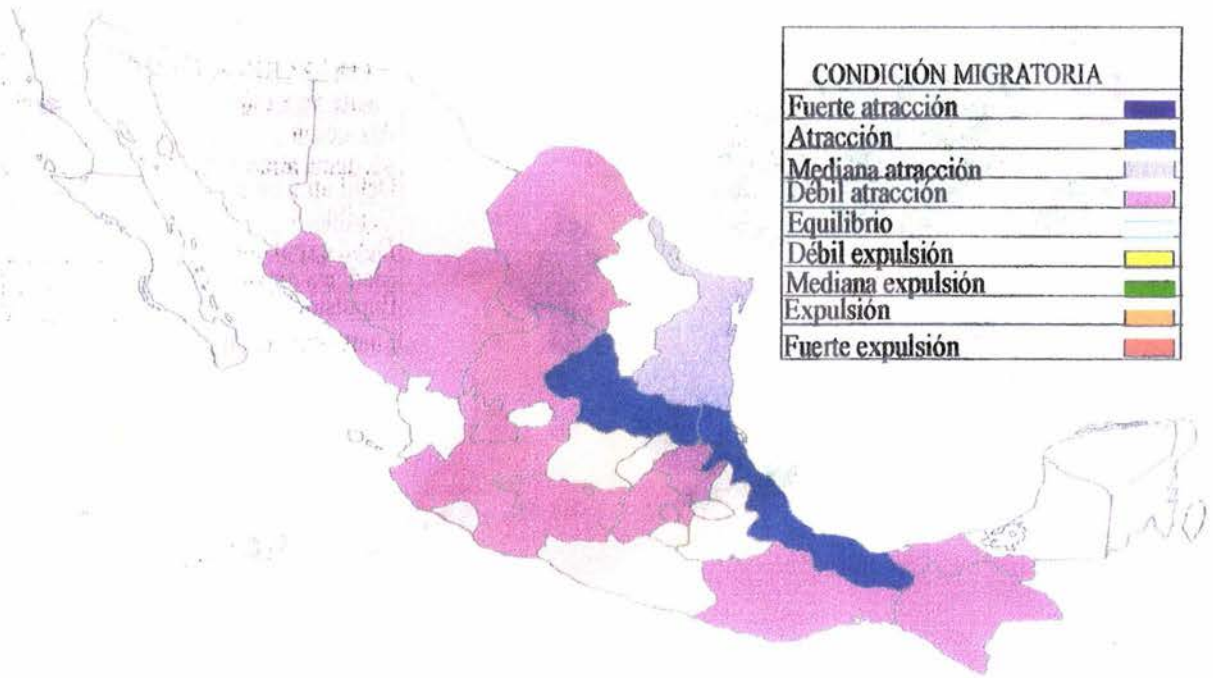 CONDICIÓN MIGRATORIA
Fuerte atracción
Atracción
Mediana atracción
Débil atracción
Equilibrio
Débil expulsión
Mediana expulsión
Expulsión
Fuerte expulsión